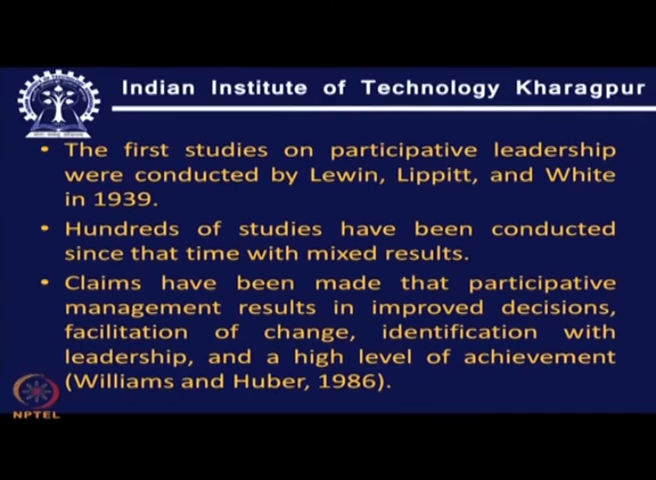 Indian Institute of Technology Kharagpur
• The first studies on participative leadership
were conducted by Lewin, Lippitt, and White
in 1939.
• Hundreds of studies have been conducted
since that time with mixed results.
• Claims have been made that participative
management results in improved decisions,
facilitation of change, identification with
leadership, and a high level of achievement
(Williams and Huber, 1986).
NPTEL